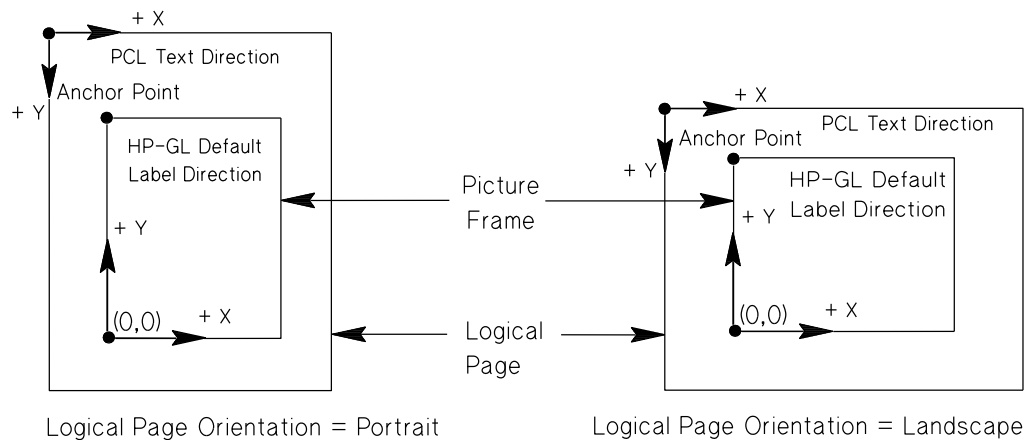 + X
PCL Text Direction
Anchor Point
+ Y
HP-GL Default
Label Direction
+ Y
(0,0)
+ X
Logical Page Orientation = Portrait
Picture
Frame
Logical
Page
+ X
PCL Text Direction
Anchor Point
+ Y
HP-GL Default
Label Direction
+ Y
(0,0)
+ X
Logical Page Orientation = Landscape